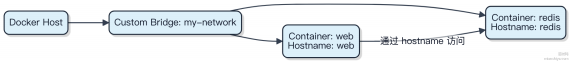 Docker Host
Custom Bridge: my-network
Container: web
Hostname: web
通过 hostname 访问
Container: redis
Hostname: redis